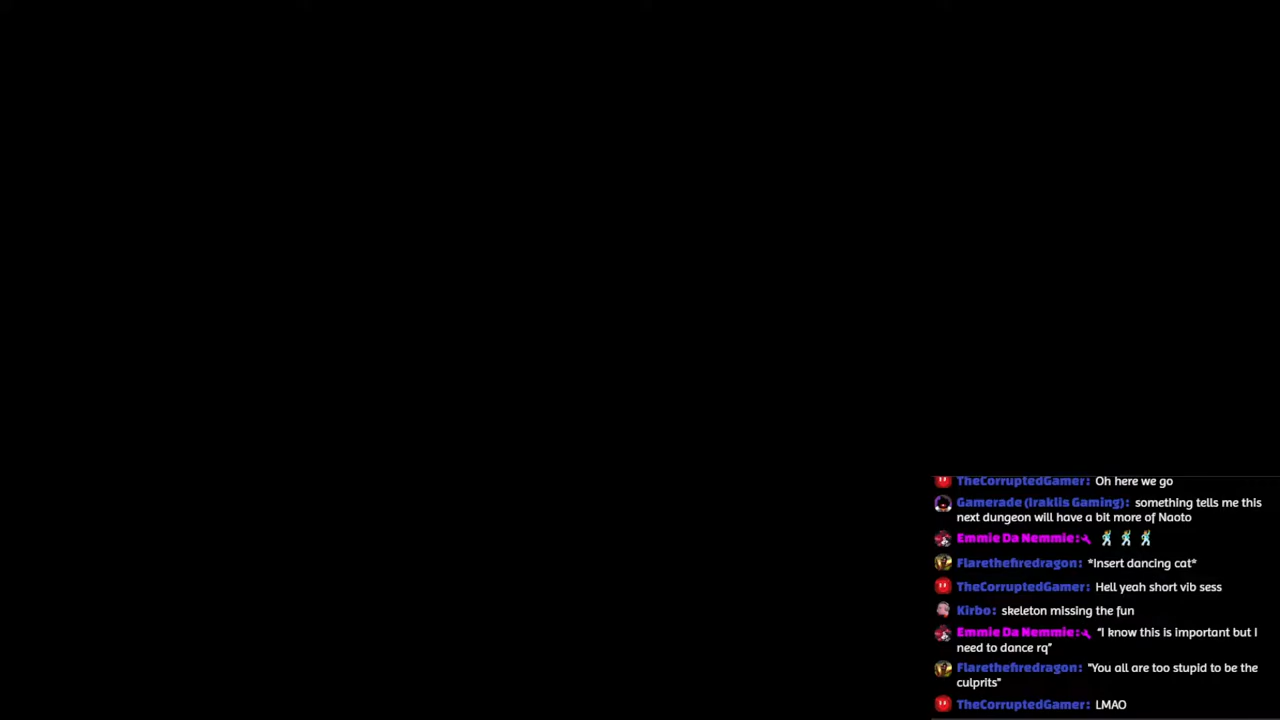 TheCorruptedGamer: Oh here we go
Gamerade (Iraklis Gaming): something tells me this
next dungeon will have a bit more of Naoto
Emmie Da Nemmie: 🕺 🕺 🕺
Flarethefiredragon: *Insert dancing cat*
TheCorruptedGamer: Hell yeah short vib sess
Kirbo: skeleton missing the fun
Emmie Da Nemmie: “I know this is important but I
need to dance rq”
Flarethefiredragon: "You all are too stupid to be the
culprits"
TheCorruptedGamer: LMAO